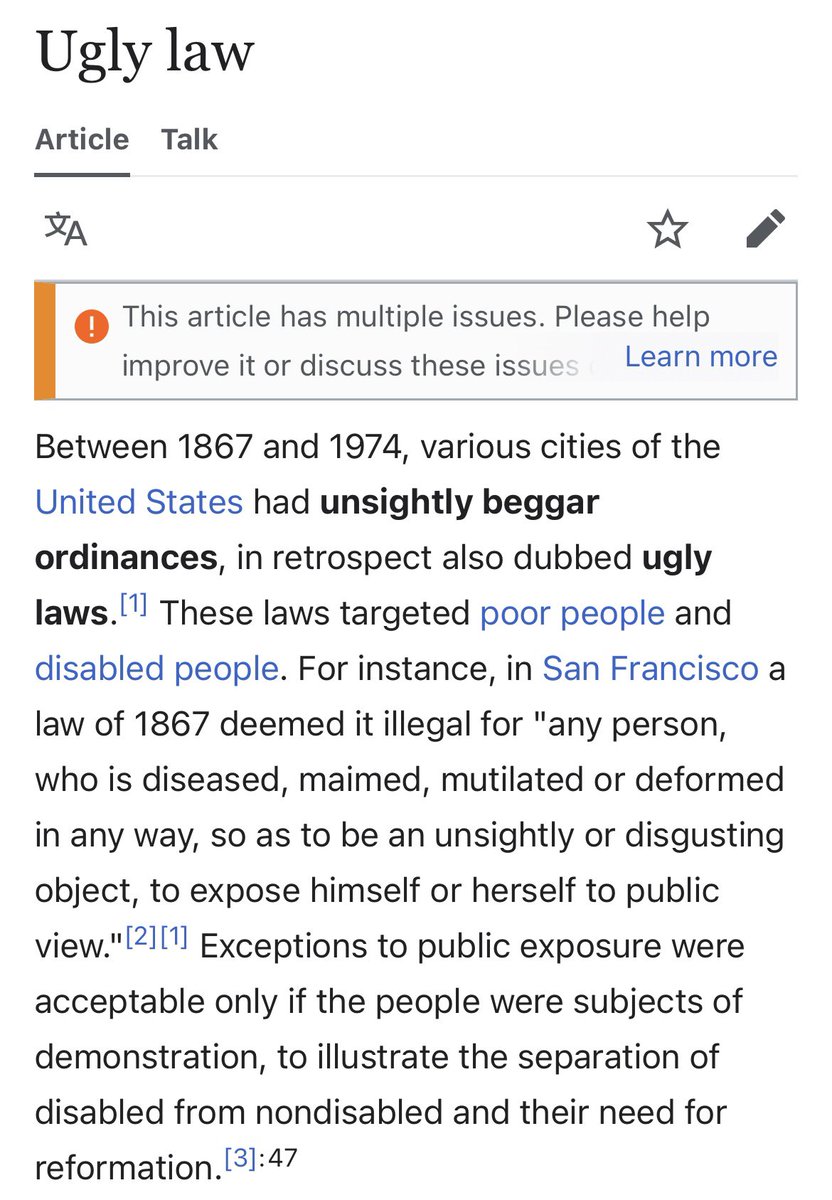 Ugly law
Article Talk
This article has multiple issues. Please help
improve it or discuss these issues
Learn more
Between 1867 and 1974, various cities of the
United States had unsightly beggar
ordinances, in retrospect also dubbed ugly
laws.[1] These laws targeted poor people and
disabled people. For instance, in San Francisco a
law of 1867 deemed it illegal for "any person,
who is diseased, maimed, mutilated or deformed
in any way, so as to be an unsightly or disgusting
object, to expose himself or herself to public
view."[2][1] Exceptions to public exposure were
acceptable only if the people were subjects of
demonstration, to illustrate the separation of
disabled from nondisabled and their need for
reformation.[3]:47